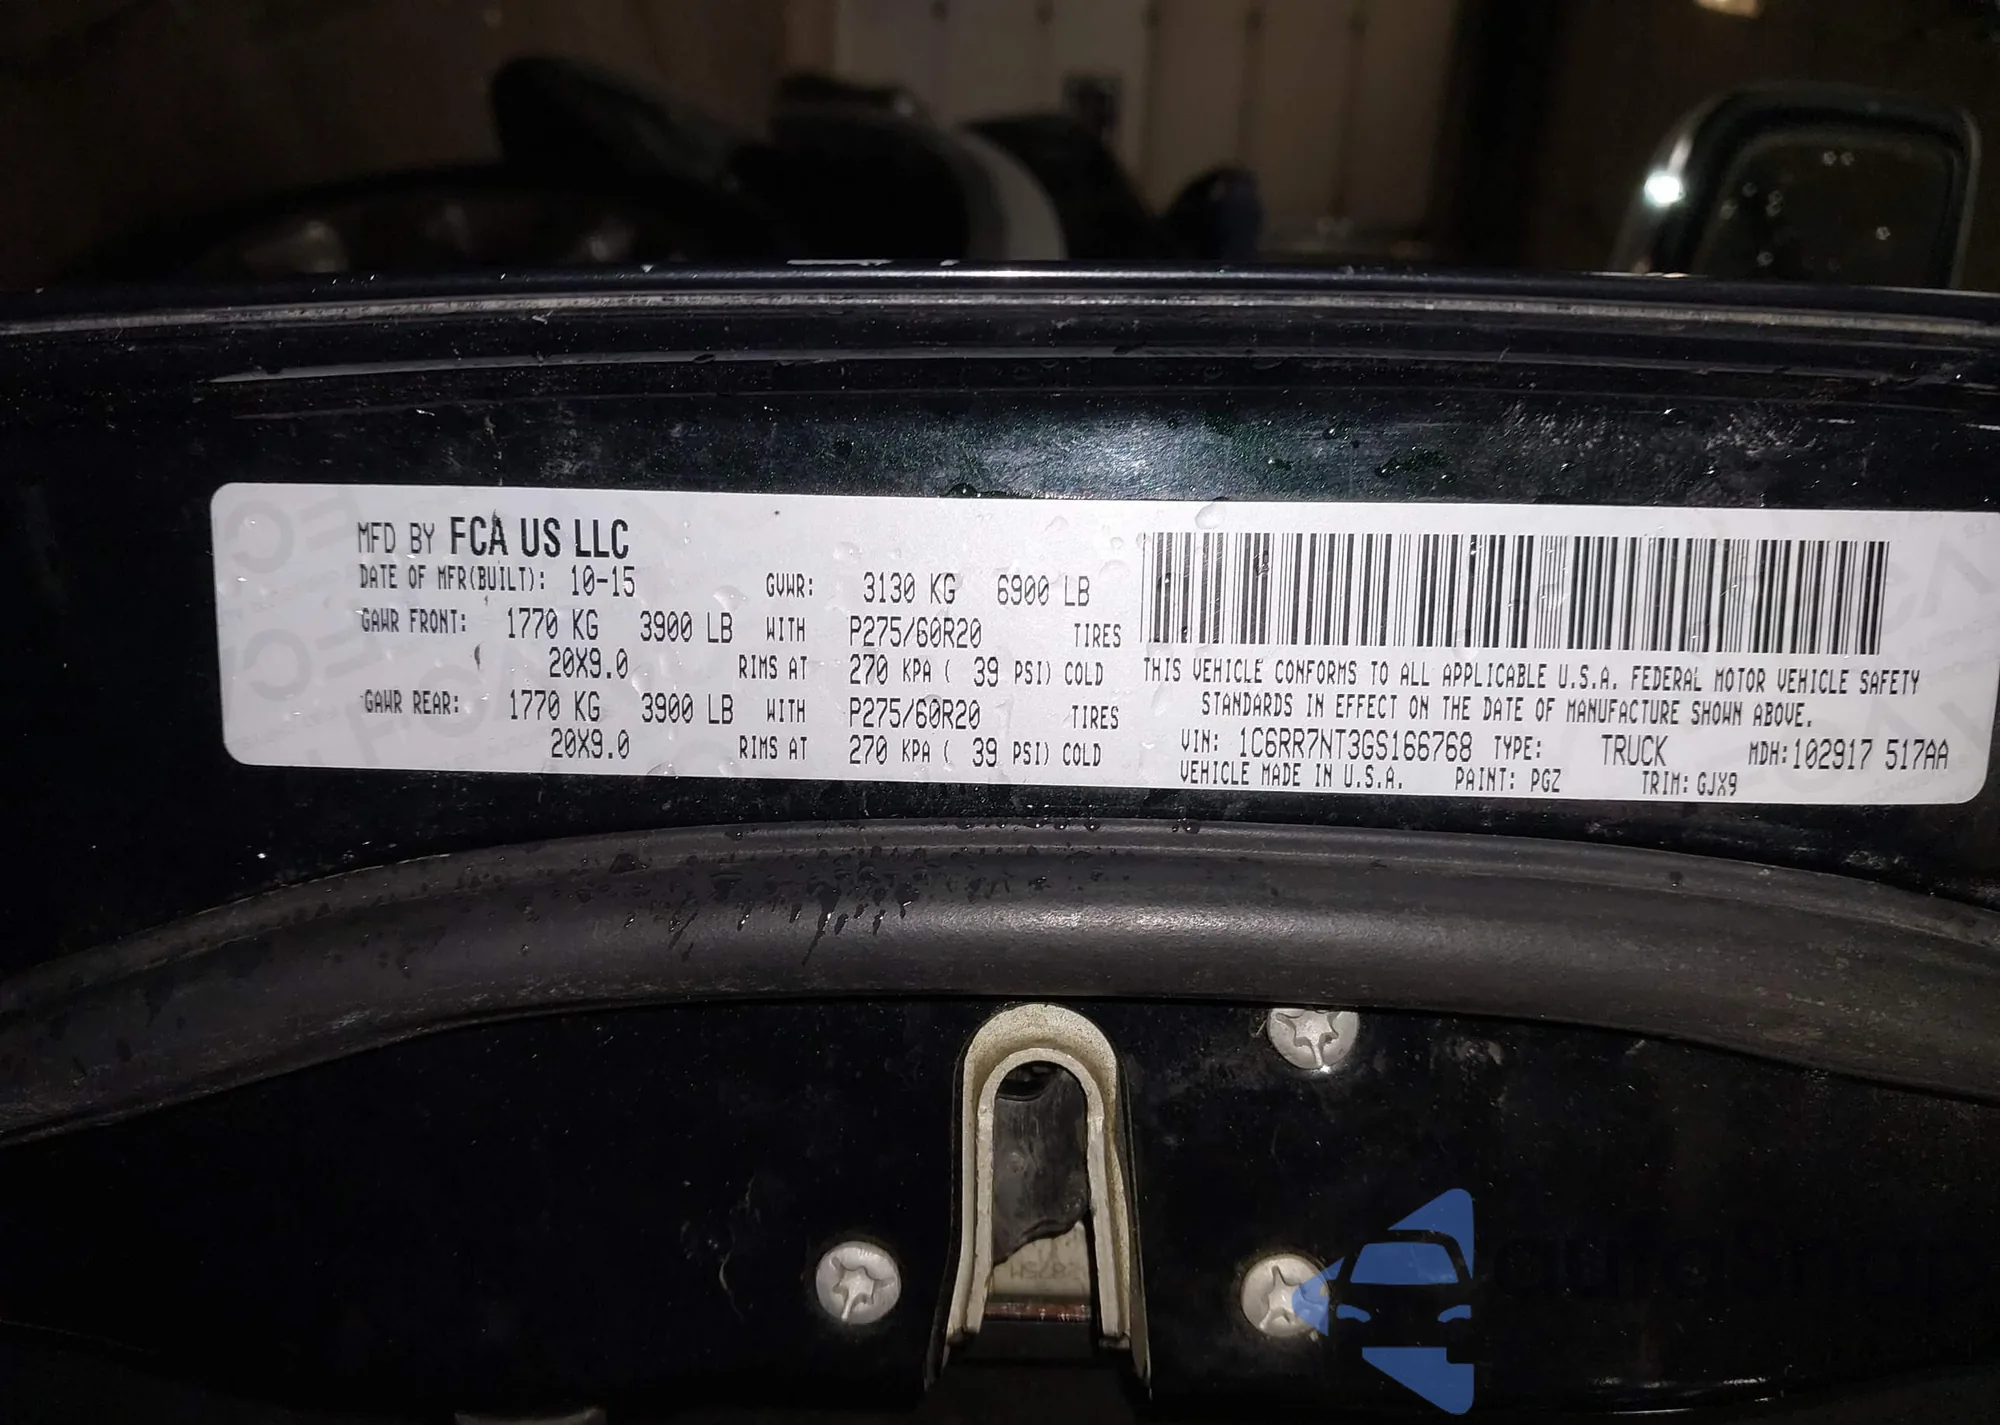 MFD BY FCA US LLC
DATE OF MFR(BUILT): 10-15 GVWR: 3130 KG 6900 LB
GAWR FRONT: 1770 KG 3900 LB WITH P275/60R20 TIRES
20X9.0 RIMS AT 270 KPA ( 39 PSI) COLD
GAWR REAR: 1770 KG 3900 LB WITH P275/60R20 TIRES
20X9.0 RIMS AT 270 KPA ( 39 PSI) COLD
THIS VEHICLE CONFORMS TO ALL APPLICABLE U.S.A. FEDERAL MOTOR VEHICLE SAFETY
STANDARDS IN EFFECT ON THE DATE OF MANUFACTURE SHOWN ABOVE.
VIN: 1C6RR7NT3GS166768 TYPE: TRUCK MDH:102917 517AA
VEHICLE MADE IN U.S.A. PAINT: PGZ TRIM: GJX9